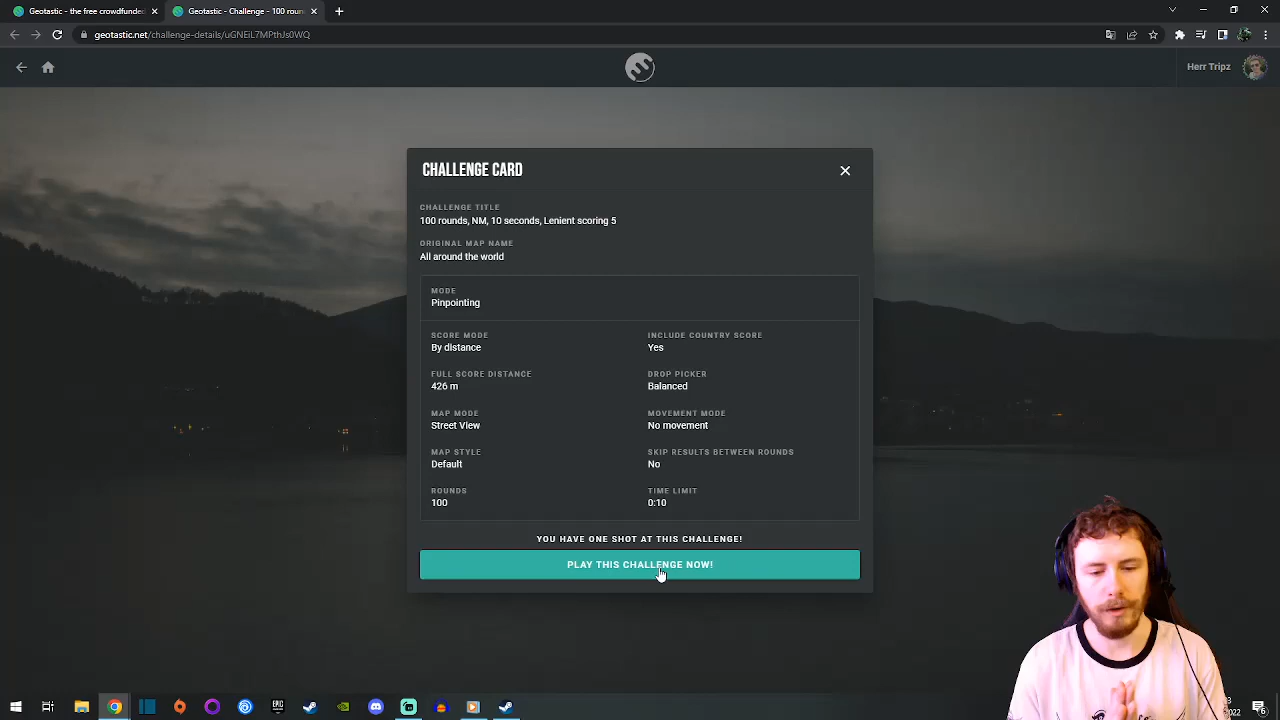 Geotastic - the free crowdfunded
Geotastic - Challenge - 100 roun
geotastic.net/challenge-details/uGNEiL7MPthJs0WQ
Herr Tripz
CHALLENGE CARD
CHALLENGE TITLE
100 rounds, NM, 10 seconds, Lenient scoring 5
ORIGINAL MAP NAME
All around the world
MODE
Pinpointing
SCORE MODE
By distance
INCLUDE COUNTRY SCORE
Yes
FULL SCORE DISTANCE
426 m
DROP PICKER
Balanced
MAP MODE
Street View
MOVEMENT MODE
No movement
MAP STYLE
Default
SKIP RESULTS BETWEEN ROUNDS
No
ROUNDS
100
TIME LIMIT
0:10
YOU HAVE ONE SHOT AT THIS CHALLENGE!
PLAY THIS CHALLENGE NOW!
EPIC